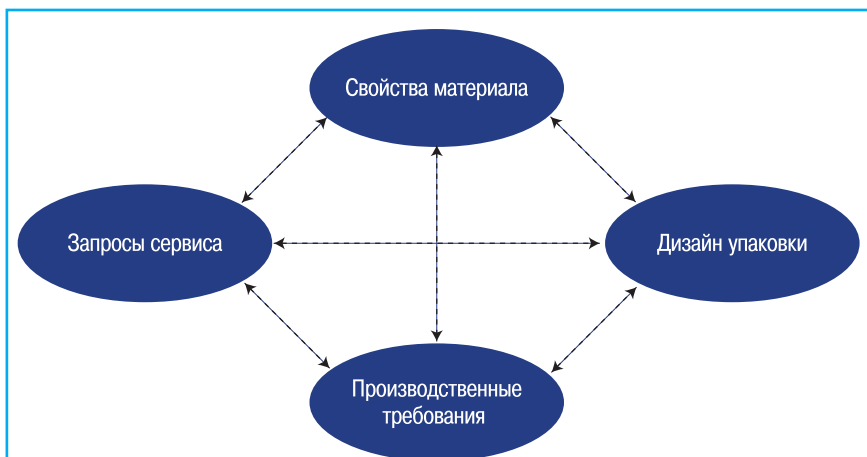 Свойства материала
Запросы сервиса
Дизайн упаковки
Производственные
требования